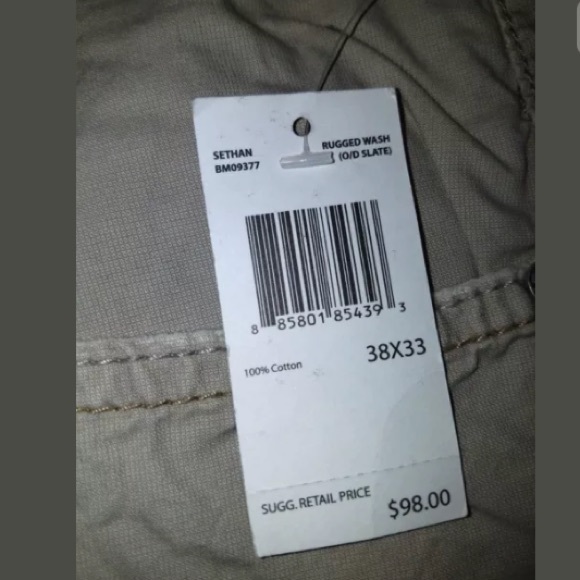 SETHAN
BM09377
RUGGED WASH
(O/D SLATE)
8 85801 85439 3
100% Cotton
38X33
SUGG. RETAIL PRICE
$98.00